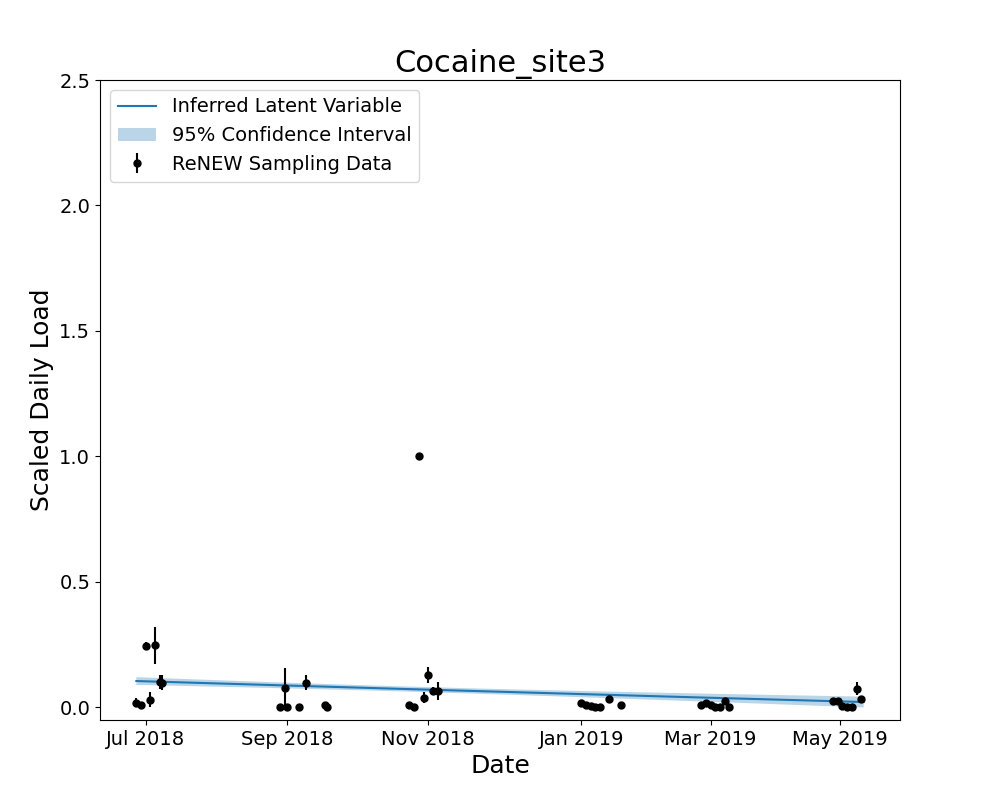 Cocaine_site3
2.5
2.0
1.5
1.0
0.5
0.0
Scaled Daily Load
Inferred Latent Variable
95% Confidence Interval
ReNEW Sampling Data
Jul 2018
Sep 2018
Nov 2018
Jan 2019
Mar 2019
May 2019
Date